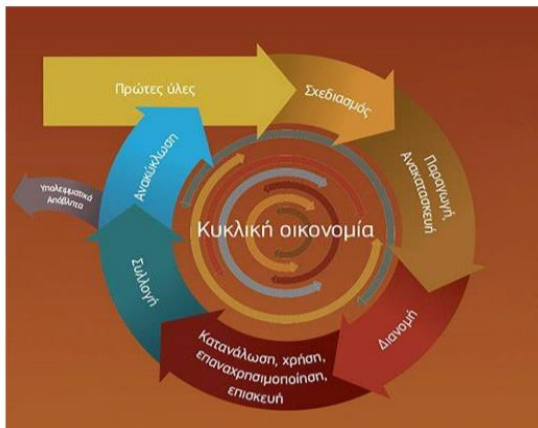 Πρώτες ύλες
Σχεδιασμός
Παραγωγή,
Ανακατασκευή
Διανομή
Κατανάλωση, χρήση,
επαναχρησιμοποίηση,
επισκευή
Συλλογή
Ανακύκλωση
Υπολειμματικά
Απόβλητα
Κυκλική οικονομία